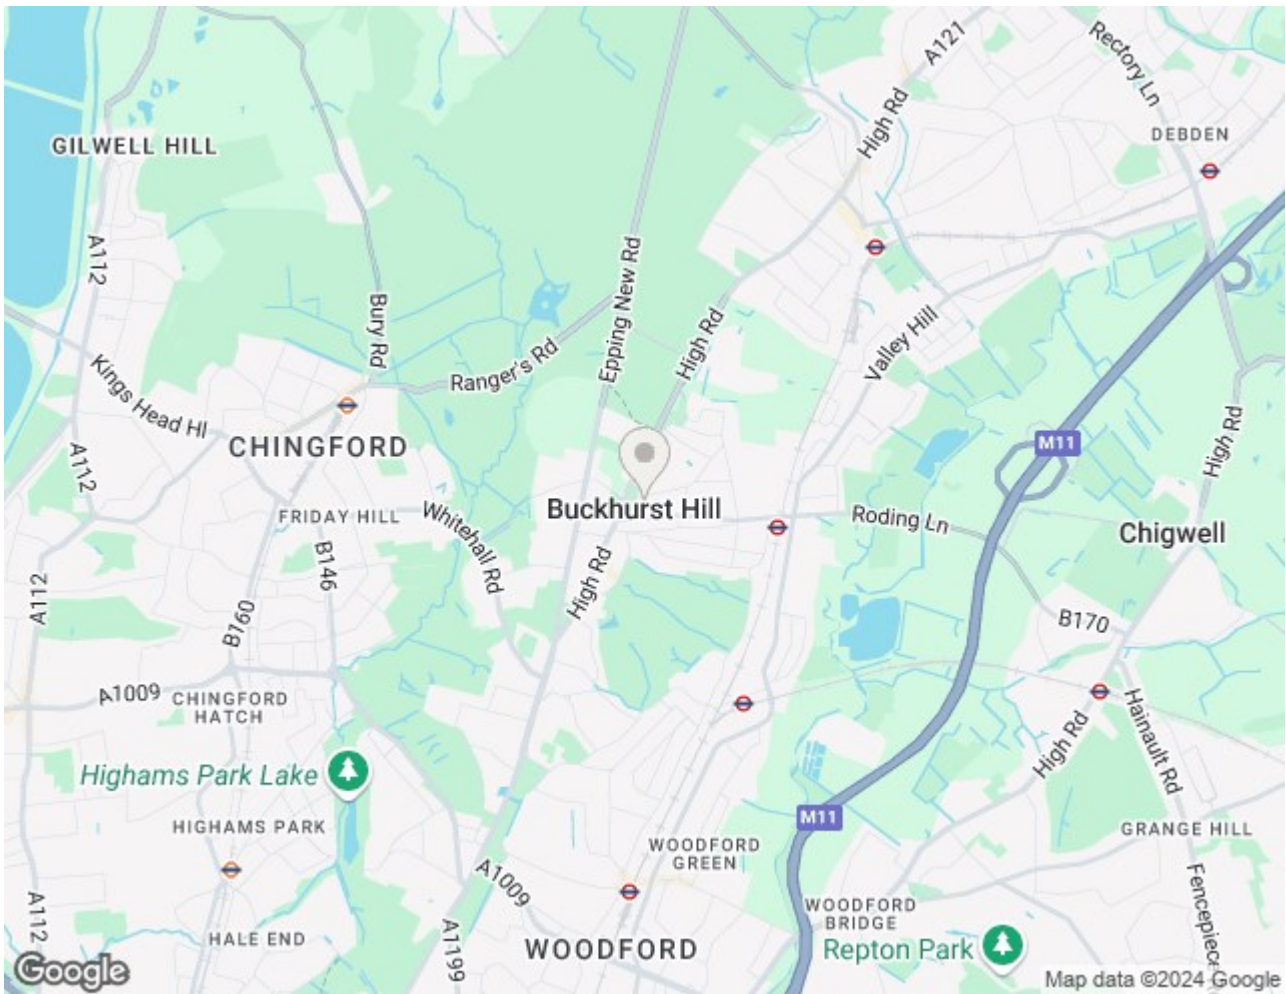 A121
Rectory Ln
High Rd
DEBDEN
GILWELL HILL
A112
Epping New Rd
Bury Rd
High Rd
Valley Hill
Ranger's Rd
Kings Head Hl
CHINGFORD
High Rd
M11
A112
Buckhurst Hill
FRIDAY HILL
Whitehall Rd
Roding Ln
Chigwell
B146
High Rd
A112
B160
B170
A1009
CHINGFORD
HATCH
Hainault Rd
High Rd
Highams Park Lake
M11
HIGHAMS PARK
GRANGE HILL
WOODFORD
GREEN
A1009
Fencepiece
A112
WOODFORD
BRIDGE
HALE END
A1199
WOODFORD
Repton Park
Google
Map data ©2024 Google